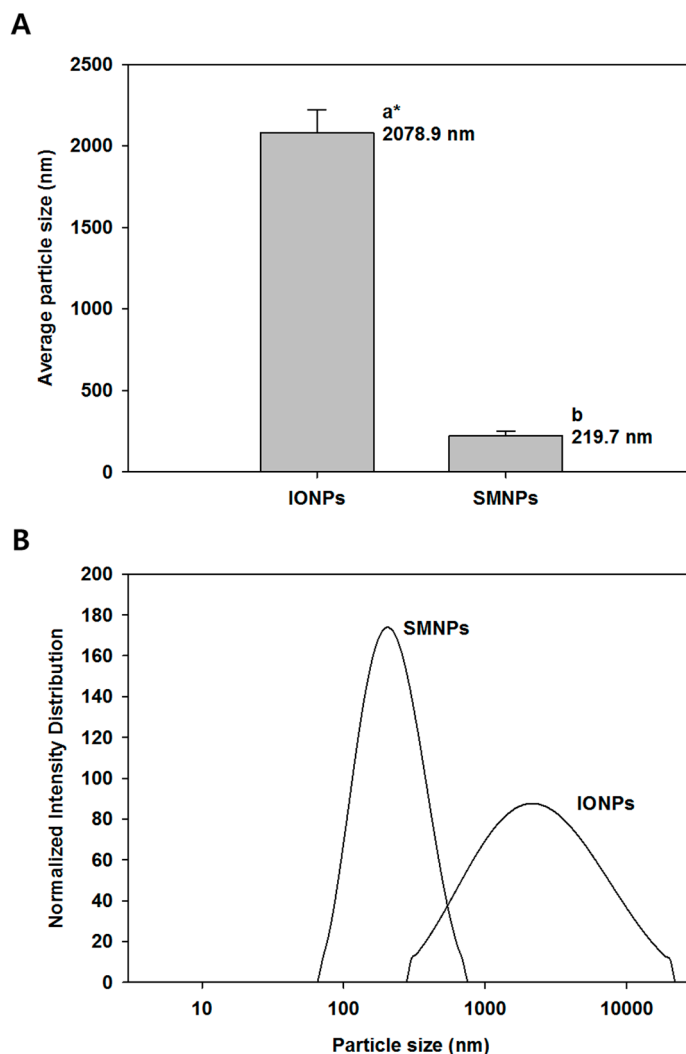 A
2500
2000
1500
1000
500
0
Average particle size (nm)
a*
2078.9 nm
b
219.7 nm
IONPs SMNPs
B
200
180
160
140
120
100
80
60
40
20
0
Normalized Intensity Distribution
SMNPs
IONPs
10 100 1000 10000
Particle size (nm)